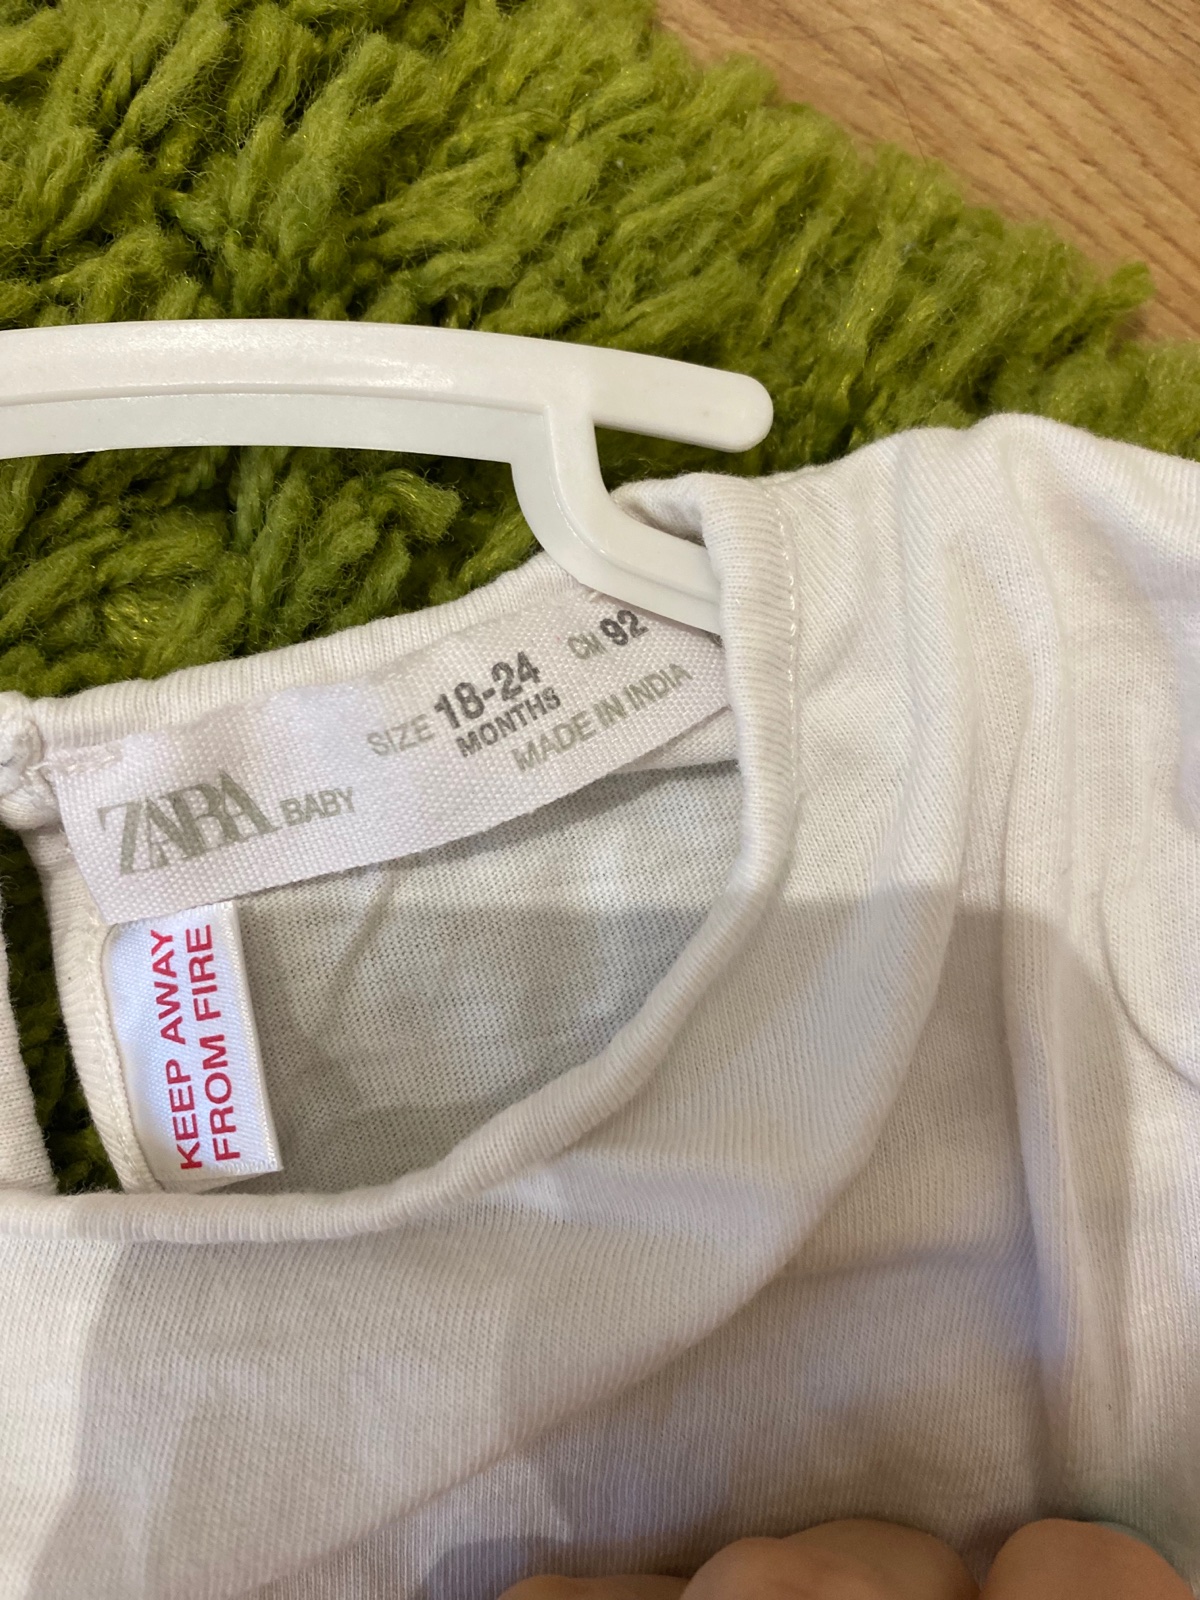 ZARA BABY
SIZE 18-24 CM 92
MONTHS
MADE IN INDIA
KEEP AWAY
FROM FIRE